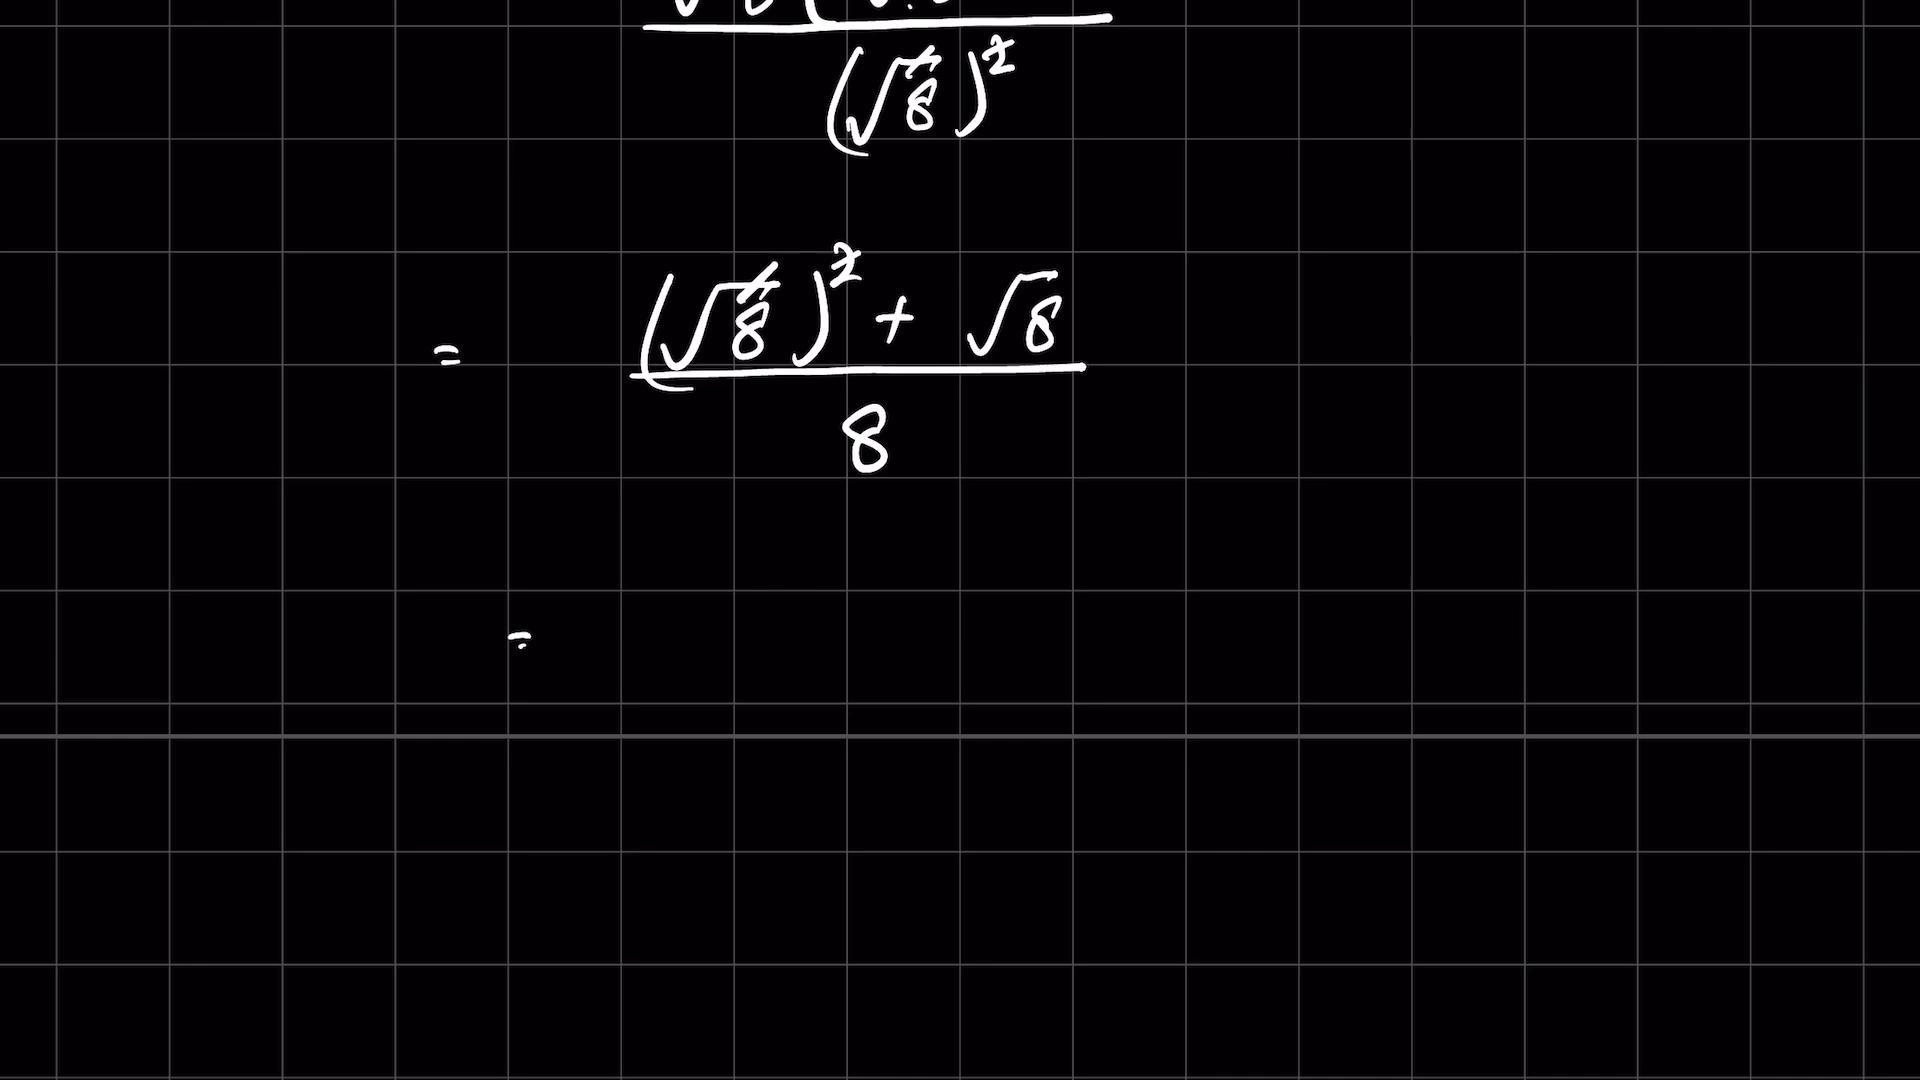 (√8)²
= (√8)² + √8
8
=